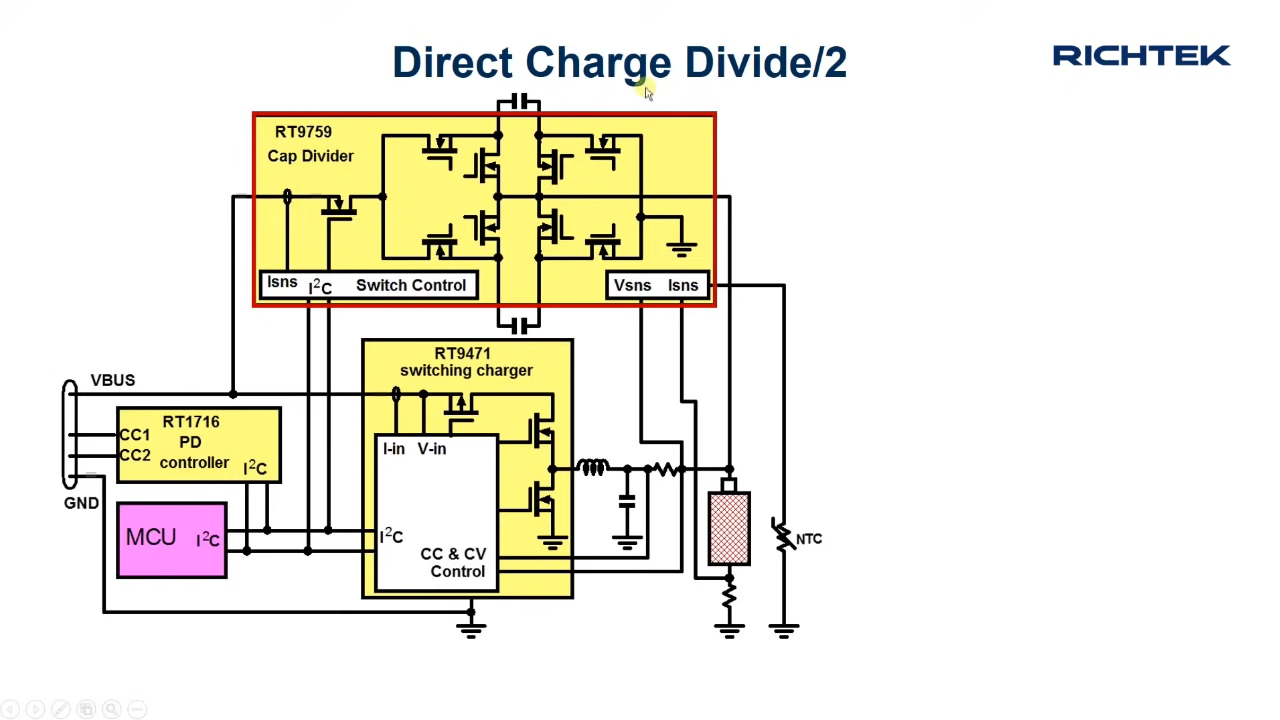 Direct Charge Divide/2
RICHTEK
RT9759
Cap Divider
Isns
I2C
Switch Control
Vsns
Isns
RT9471
switching charger
VBUS
RT1716
PD
controller
CC1
CC2
I2C
I-in
V-in
GND
MCU
I2C
I2C
CC & CV
Control
NTC